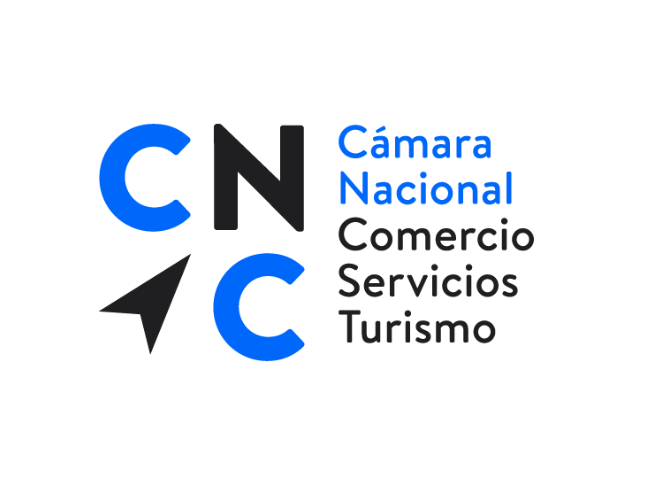 CN
C
Cámara
Nacional
Comercio
Servicios
Turismo